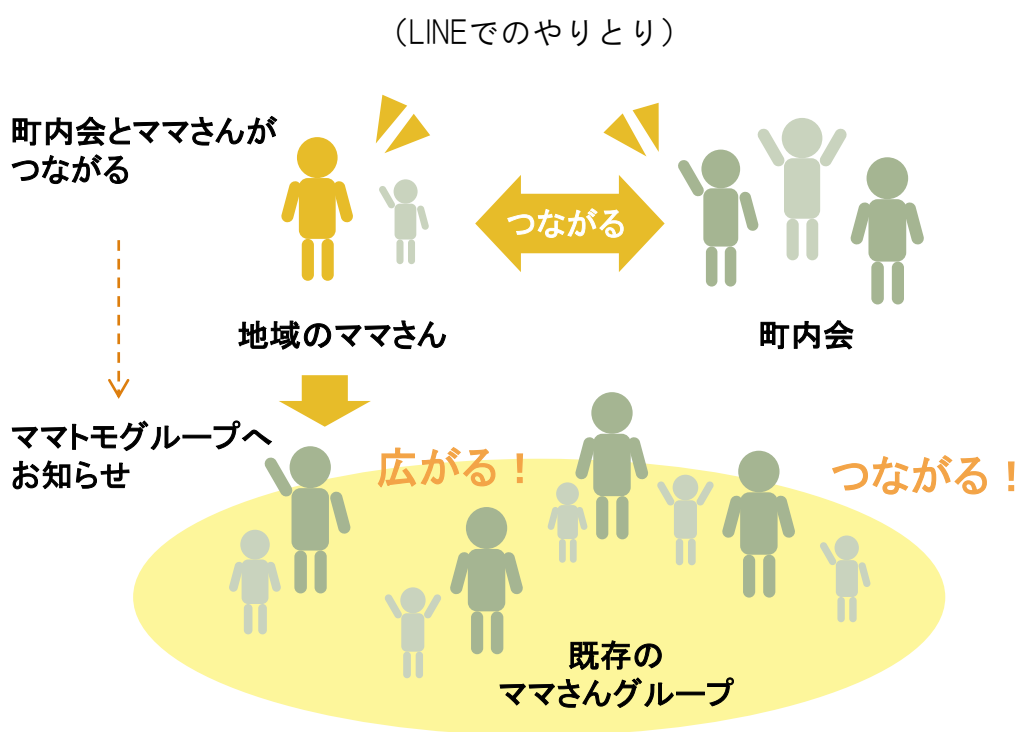 （LINEでのやりとり）
町内会とママさんが
つながる
つながる
地域のママさん
町内会
ママトモグループへ
お知らせ
広がる！
つながる！
既存の
ママさんグループ